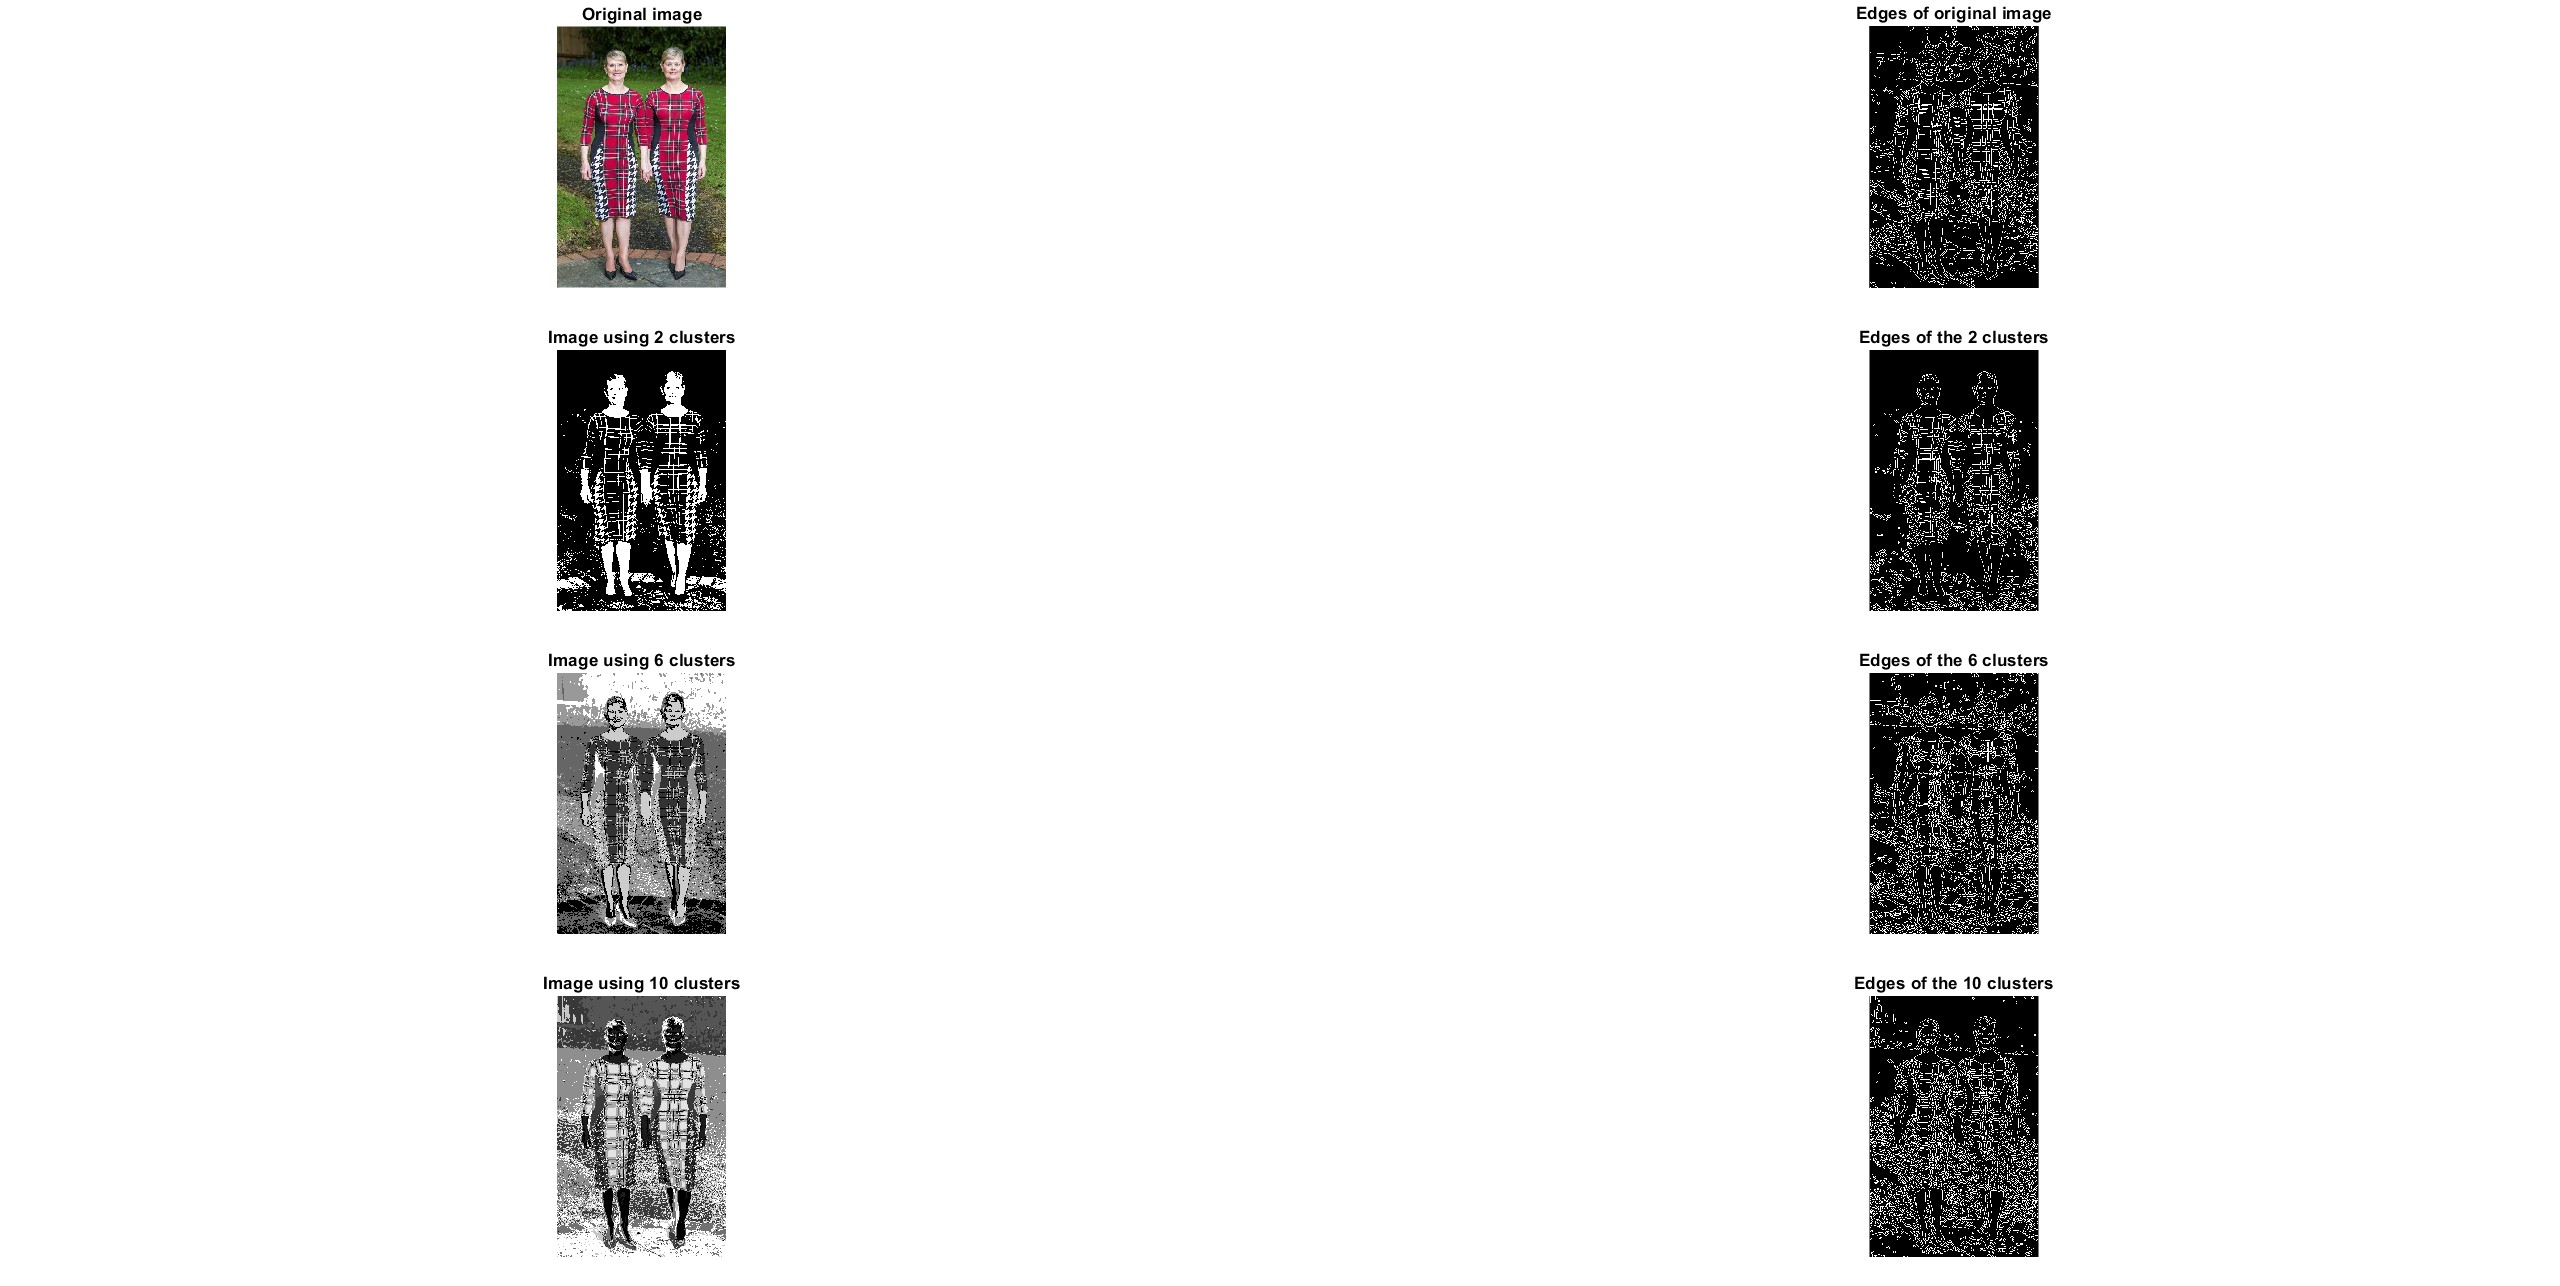 Original image
Edges of original image
Image using 2 clusters
Edges of the 2 clusters
Image using 6 clusters
Edges of the 6 clusters
Image using 10 clusters
Edges of the 10 clusters